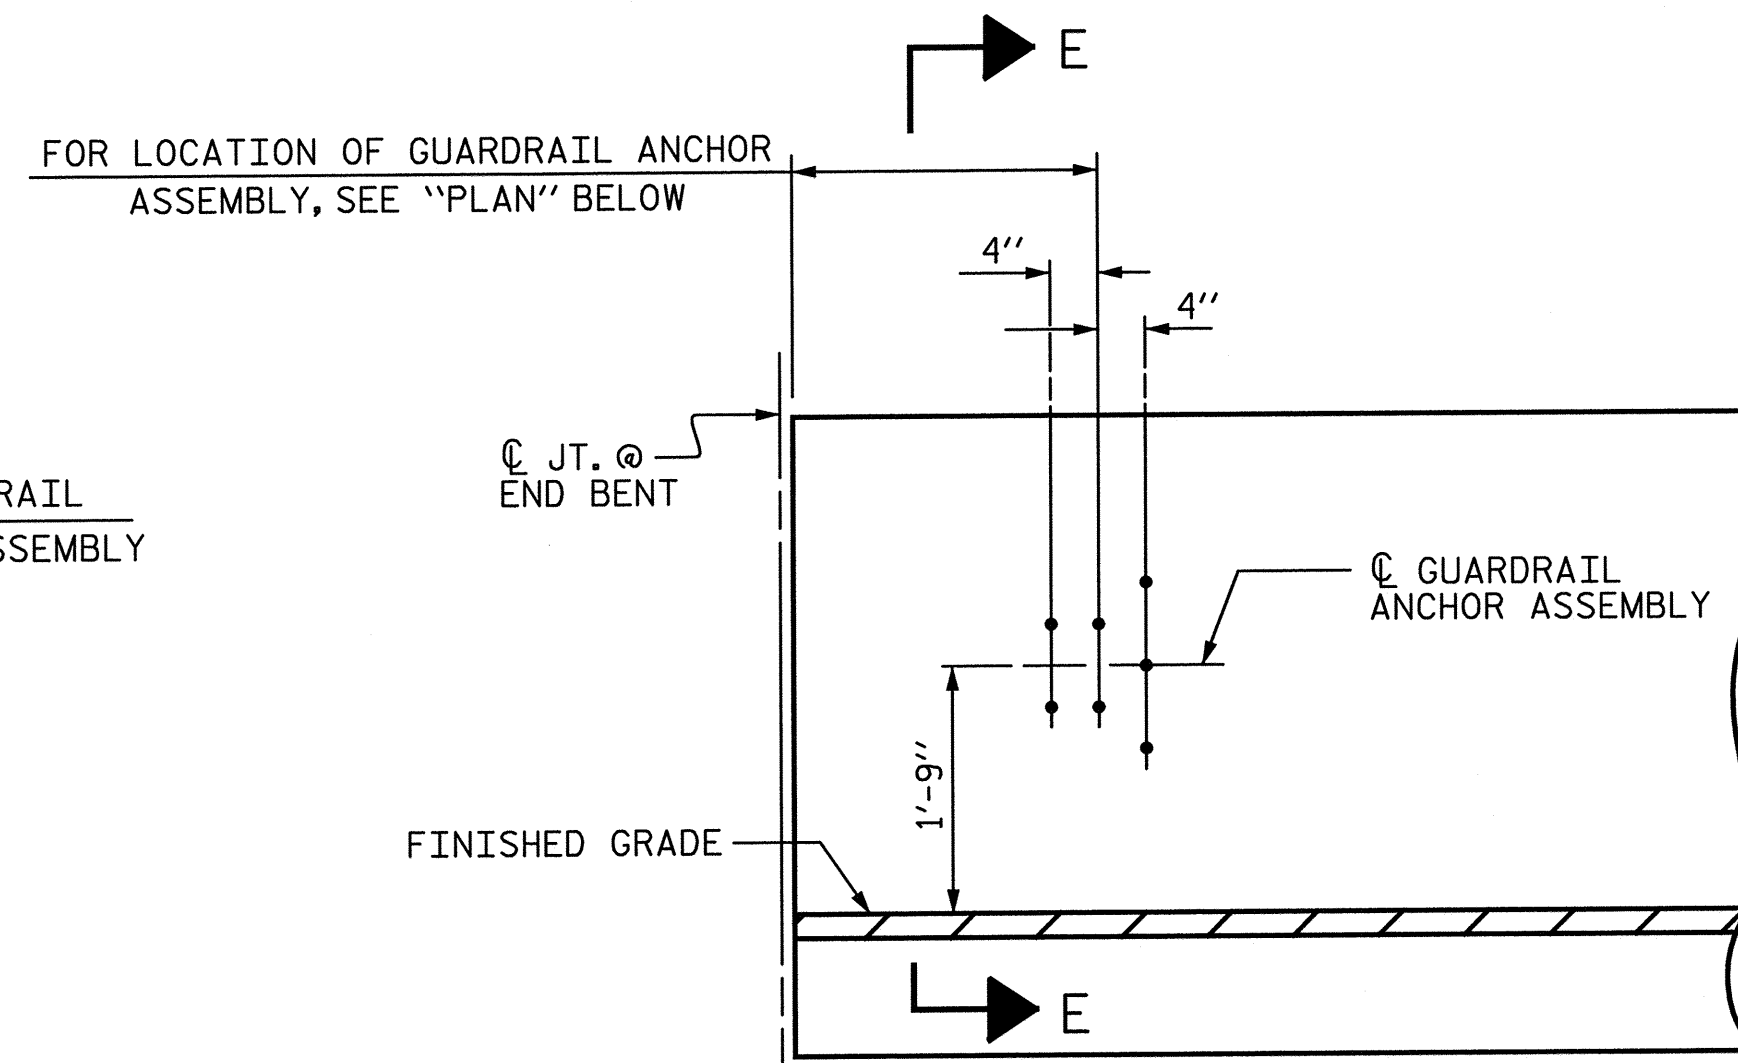 E
FOR LOCATION OF GUARDRAIL ANCHOR
ASSEMBLY, SEE "PLAN" BELOW
4"
4"
℄ JT. @
END BENT
RAIL
SSEMBLY
℄ GUARDRAIL
ANCHOR ASSEMBLY
1'-9"
FINISHED GRADE
E